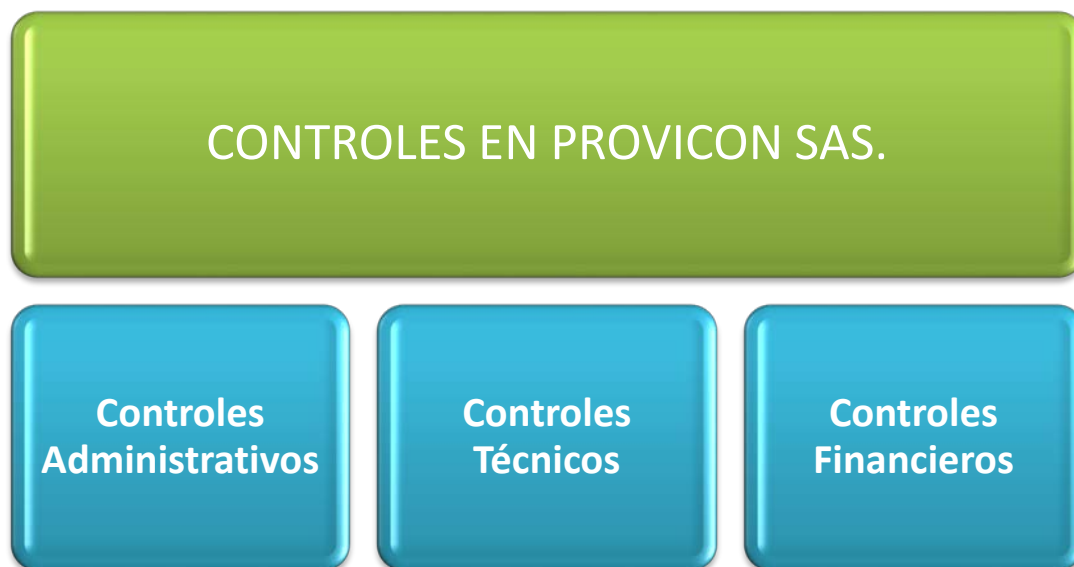 CONTROLES EN PROVICON SAS.
Controles
Administrativos
Controles
Técnicos
Controles
Financieros